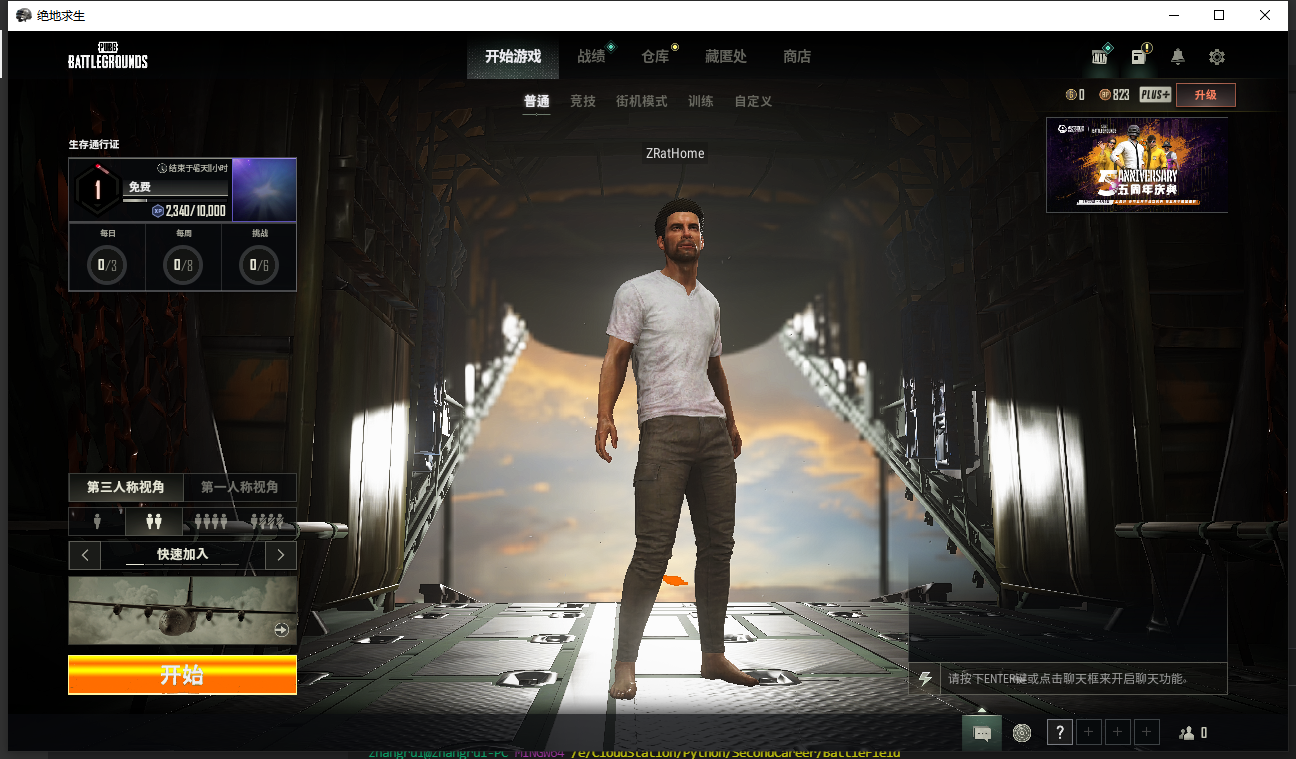 绝地求生
PUBG
BATTLEGROUNDS
开始游戏 战绩 仓库 藏匿处 商店
普通 竞技 街机模式 训练 自定义
G 0 BP 823 PLUS+ 升级
生存通行证
1
免费
XP 2,340/10,000
每日 每周 挑战
0/3 0/8 0/6
ZRatHome
BATTLEGROUNDS
5 ANNIVERSARY
五周年庆典
第三人称视角 第一人称视角
快速加入
开始
请按下ENTER键或点击聊天框来开启聊天功能。
? + + + 0
zhangrui@zhangrui-PC MINGW64 /e/CloudStation/Python/SecondCareer/BattleField